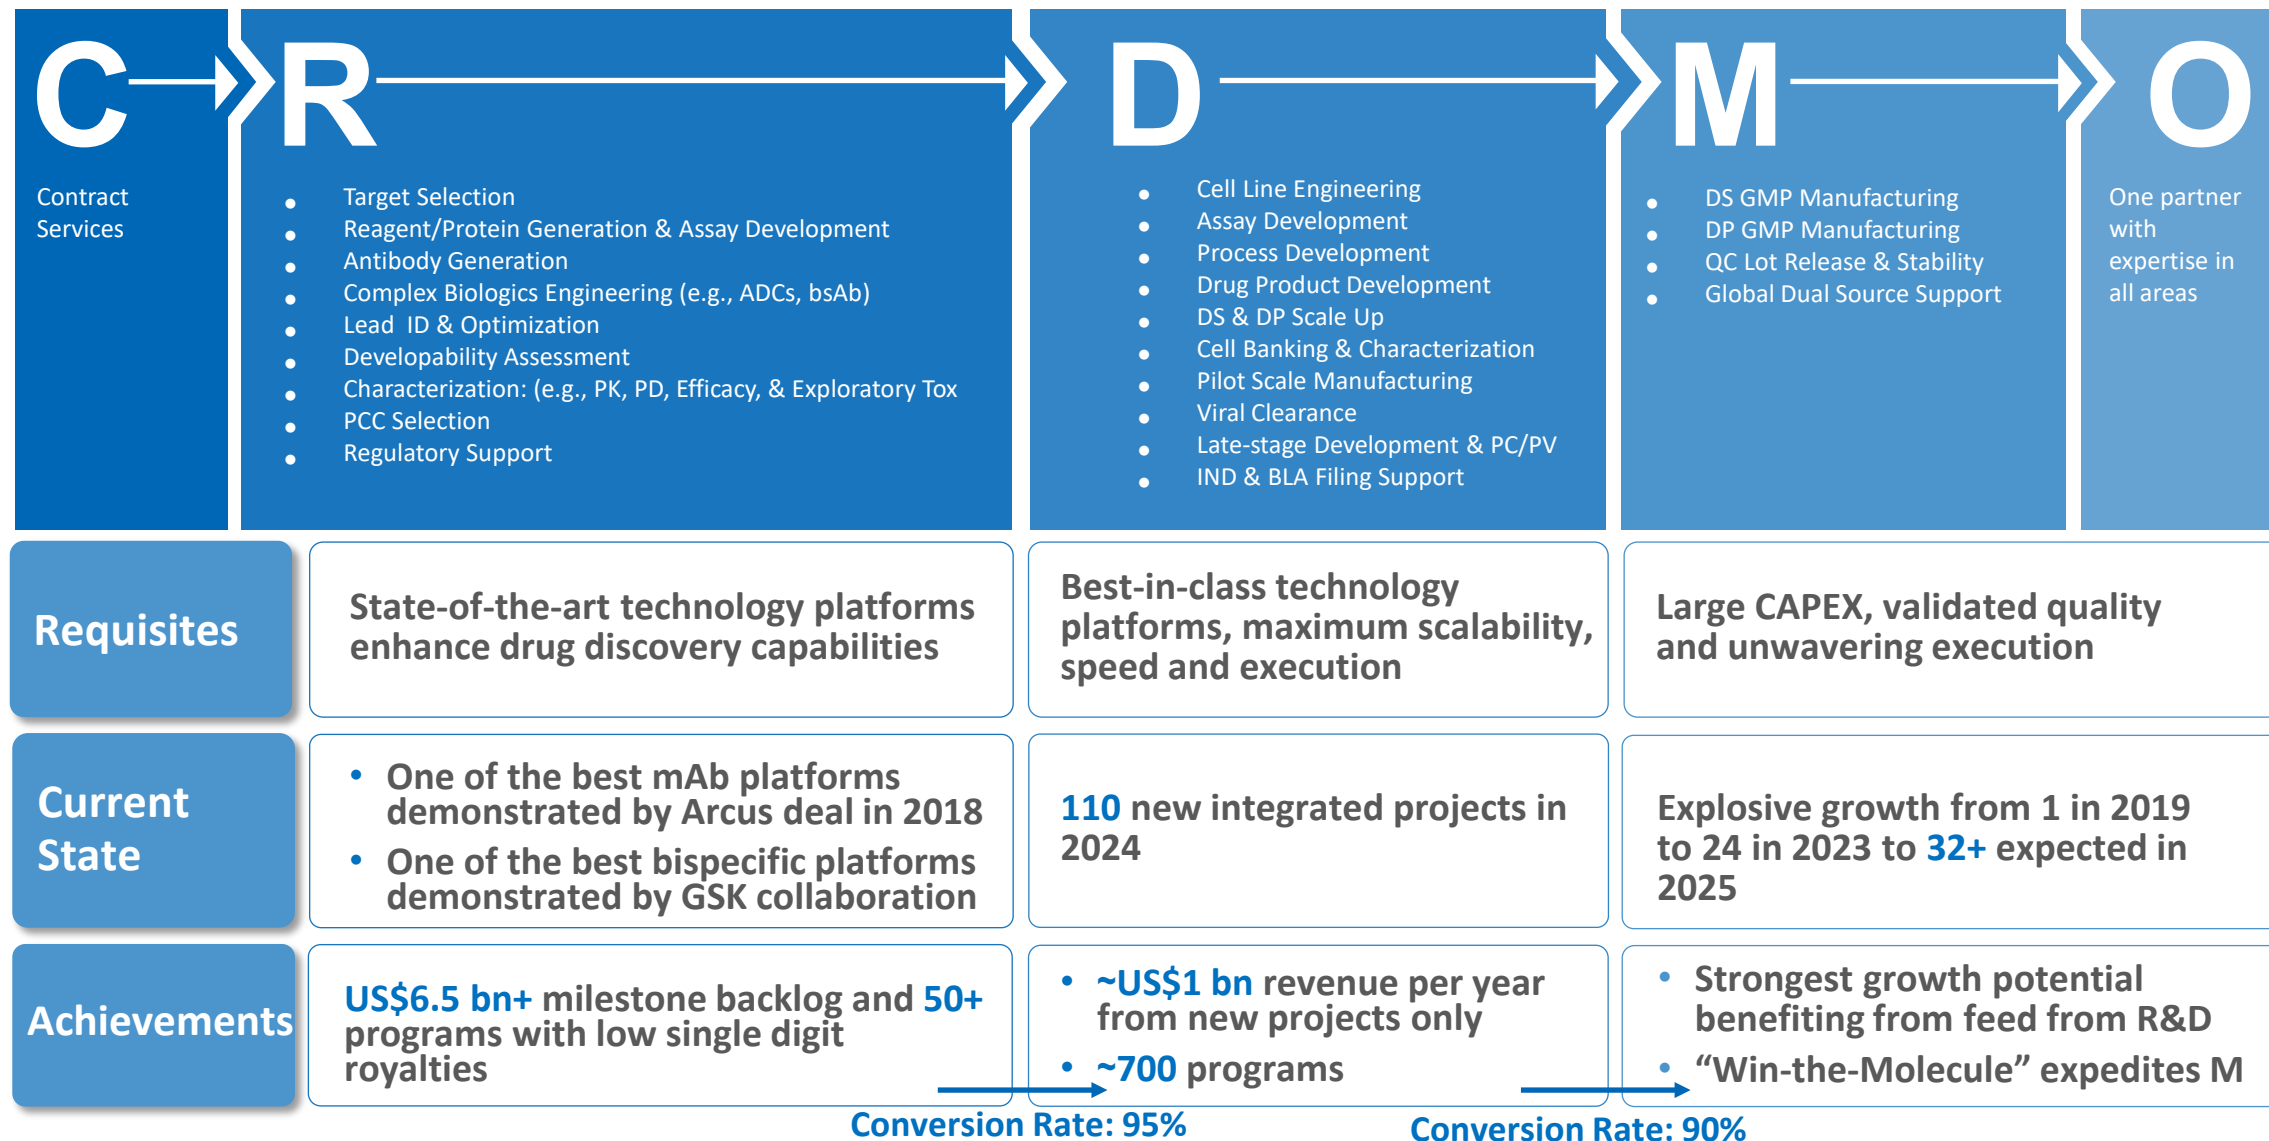 C
R
D
M
O
Contract
Services
Target Selection
Reagent/Protein Generation & Assay Development
Antibody Generation
Complex Biologics Engineering (e.g., ADCs, bsAb)
Lead  ID & Optimization
Developability Assessment
Characterization: (e.g., PK, PD, Efficacy, & Exploratory Tox
PCC Selection
Regulatory Support
Cell Line Engineering
Assay Development
Process Development
Drug Product Development
DS & DP Scale Up
Cell Banking & Characterization
Pilot Scale Manufacturing
Viral Clearance
Late-stage Development & PC/PV
IND & BLA Filing Support
DS GMP Manufacturing
DP GMP Manufacturing
QC Lot Release & Stability
Global Dual Source Support
One partner
with
expertise in
all areas
Requisites
State-of-the-art technology platforms
enhance drug discovery capabilities
Best-in-class technology
platforms, maximum scalability,
speed and execution
Large CAPEX, validated quality
and unwavering execution
Current
State
• One of the best mAb platforms
demonstrated by Arcus deal in 2018
• One of the best bispecific platforms
demonstrated by GSK collaboration
110 new integrated projects in
2024
Explosive growth from 1 in 2019
to 24 in 2023 to 32+ expected in
2025
Achievements
US$6.5 bn+ milestone backlog and 50+
programs with low single digit
royalties
• ~US$1 bn revenue per year
from new projects only
• ~700 programs
• Strongest growth potential
benefiting from feed from R&D
• “Win-the-Molecule” expedites M
Conversion Rate: 95%
Conversion Rate: 90%